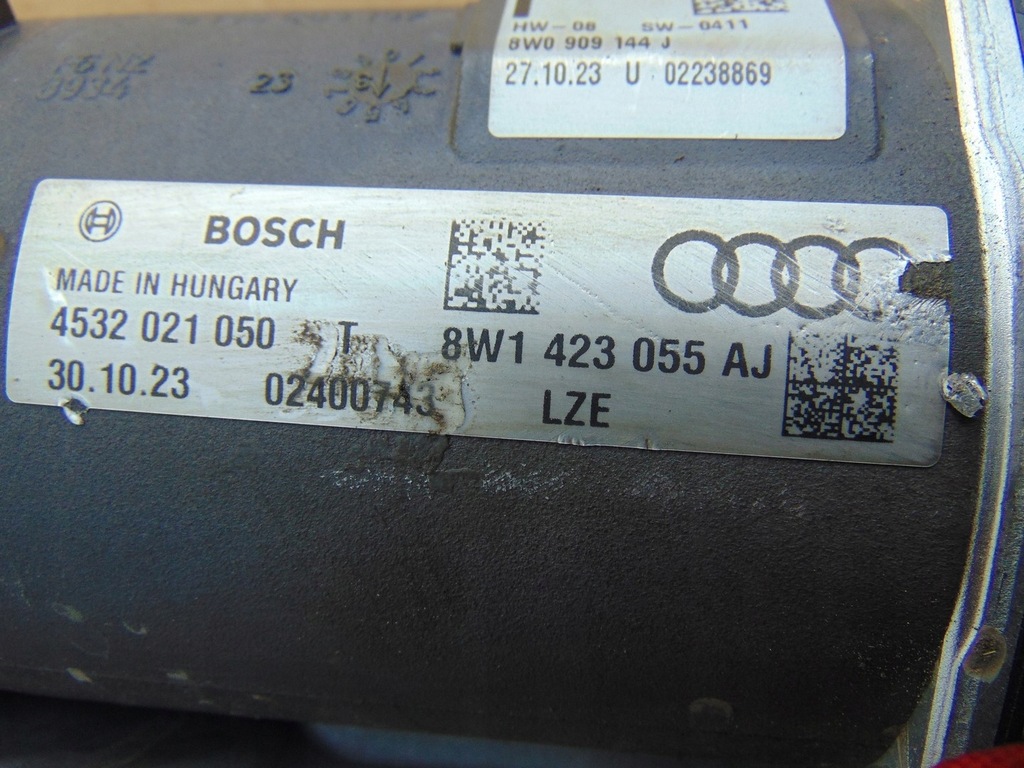 HW-08 SW-0411
8W0 909 144 J
27.10.23 U 02238869
23
BOSCH
MADE IN HUNGARY
4532 021 050 T
30.10.23 02400743
8W1 423 055 AJ
LZE